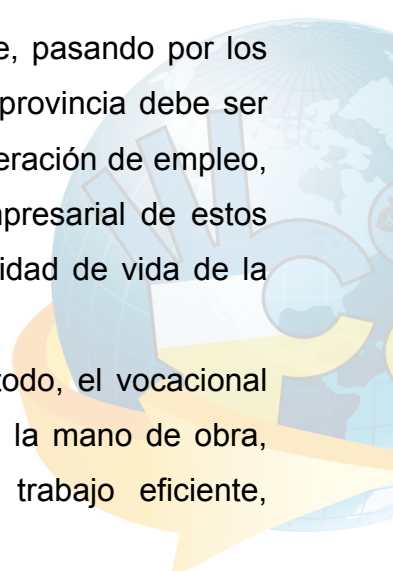 e, pasando por los
provincia debe ser
eración de empleo,
npresarial de estos
idad de vida de la
todo, el vocacional
la mano de obra,
trabajo eficiente,